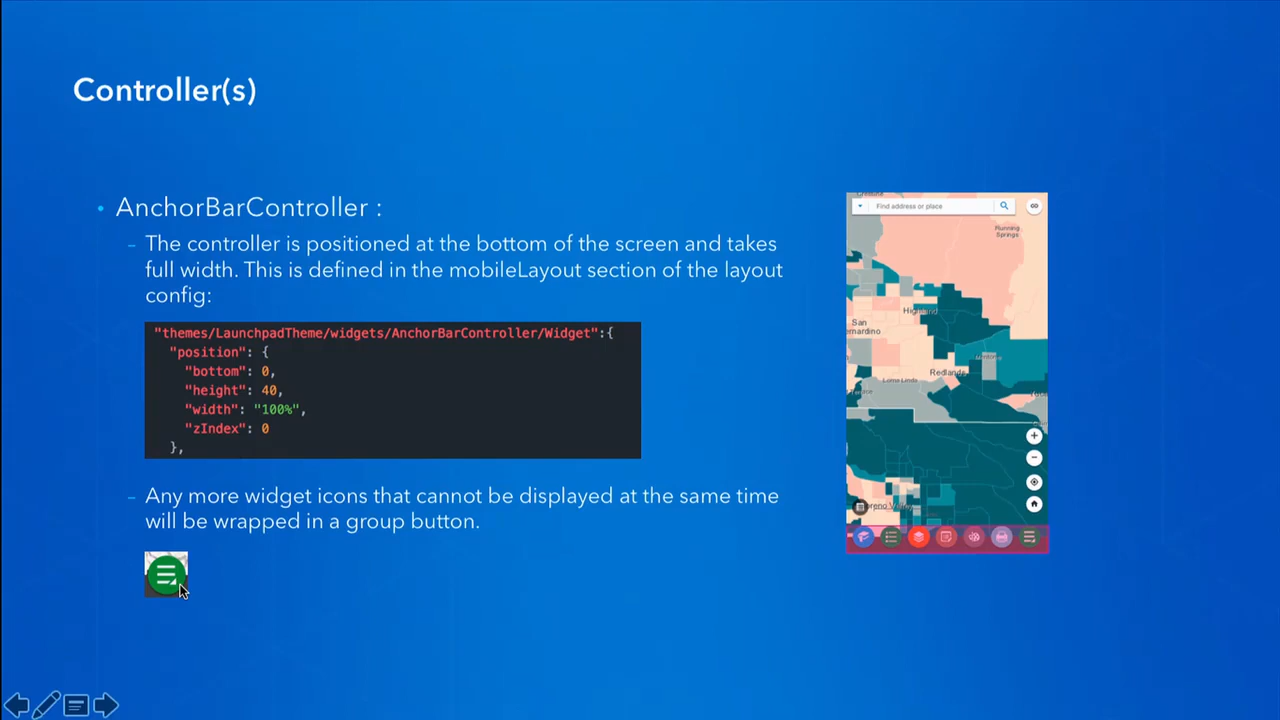 Controller(s)
• AnchorBarController :
– The controller is positioned at the bottom of the screen and takes
full width. This is defined in the mobileLayout section of the layout
config:
"themes/LaunchpadTheme/widgets/AnchorBarController/Widget":{
"position": {
"bottom": 0,
"height": 40,
"width": "100%",
"zIndex": 0
},
– Any more widget icons that cannot be displayed at the same time
will be wrapped in a group button.
Find address or place
Running
Springs
Highland
San
ernardino
Redlands
Loma Linda
oreno Valley